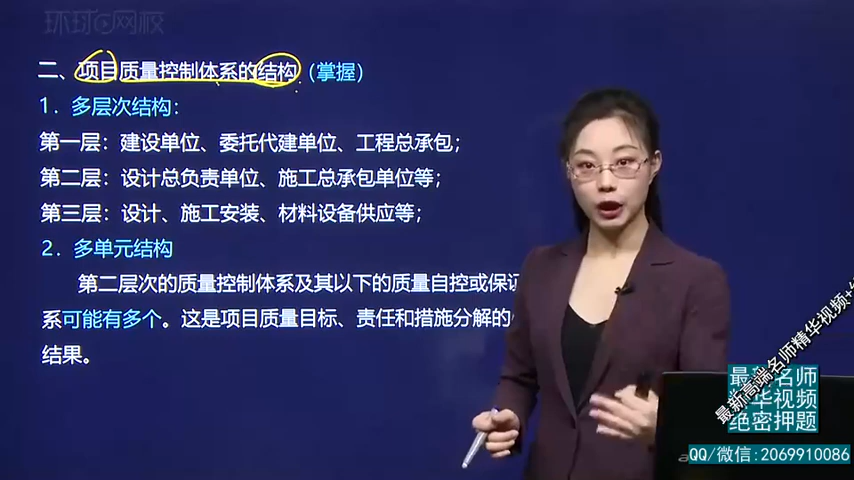 环球网校
二、项目质量控制体系的结构（掌握）
1．多层次结构：
第一层：建设单位、委托代建单位、工程总承包；
第二层：设计总负责单位、施工总承包单位等；
第三层：设计、施工安装、材料设备供应等；
2．多单元结构
第二层次的质量控制体系及其以下的质量自控或保证
系可能有多个。这是项目质量目标、责任和措施分解的
结果。
最新高端名师精华视频+
最新名师
华视频
绝密押题
QQ/微信:2069910086